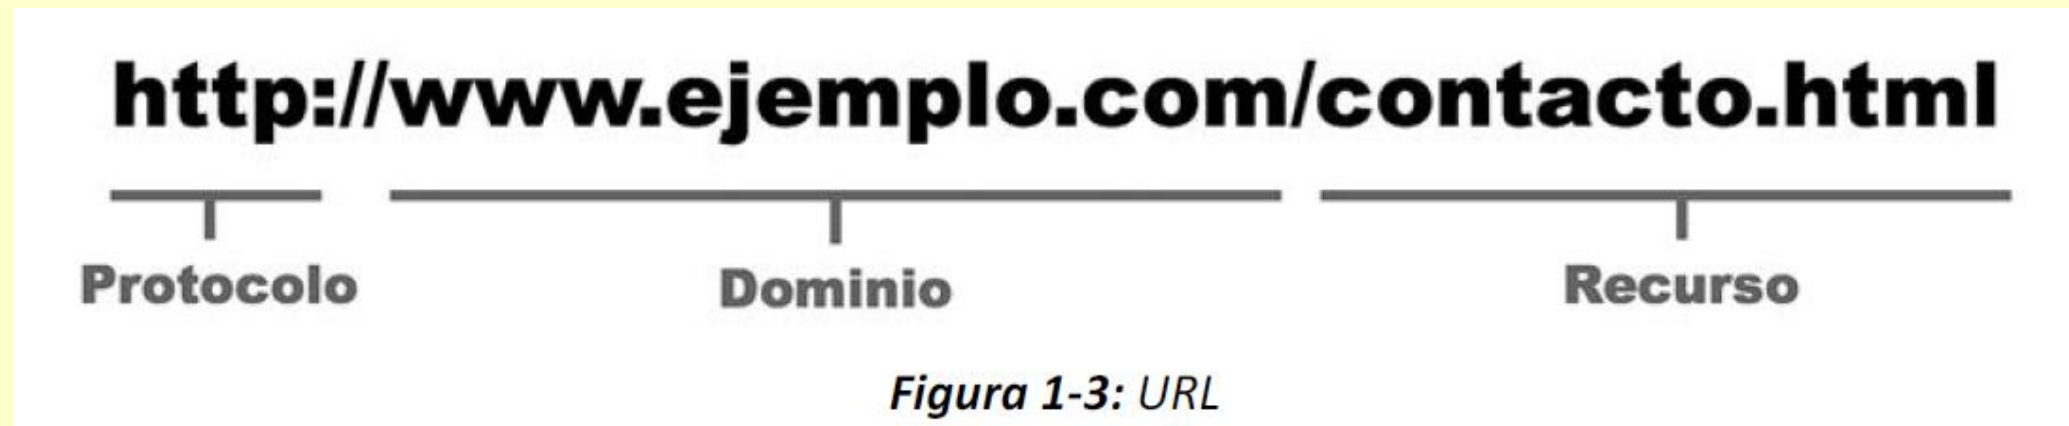 http://www.ejemplo.com/contacto.html
Protocolo Dominio Recurso
Figura 1-3: URL